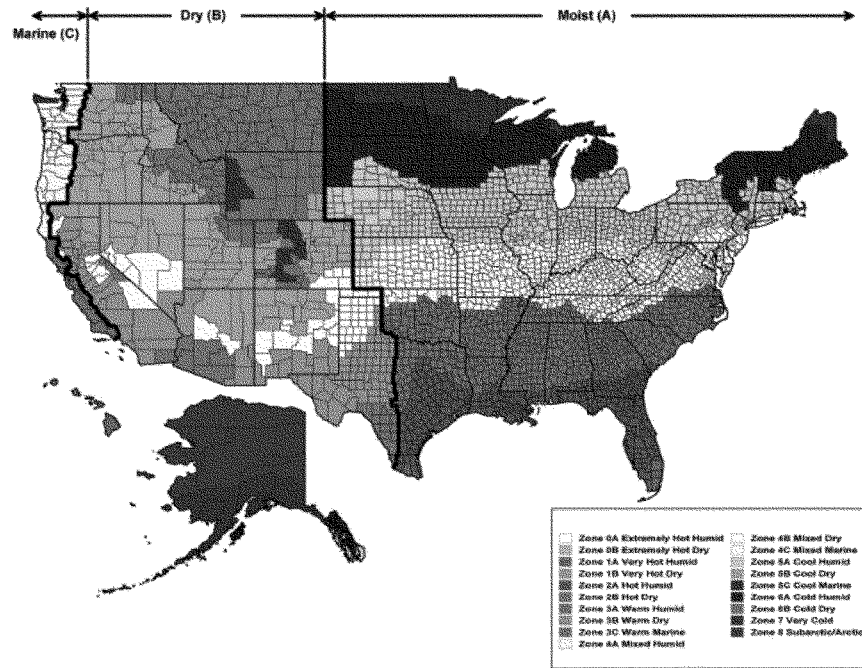 Marine (C)
Dry (B)
Moist (A)
Zone 0A Extremely Hot Humid
Zone 0B Extremely Hot Dry
Zone 1A Very Hot Humid
Zone 1B Very Hot Dry
Zone 2A Hot Humid
Zone 2B Hot Dry
Zone 3A Warm Humid
Zone 3B Warm Dry
Zone 3C Warm Marine
Zone 4A Mixed Humid
Zone 4B Mixed Dry
Zone 4C Mixed Marine
Zone 5A Cool Humid
Zone 5B Cool Dry
Zone 5C Cool Marine
Zone 6A Cold Humid
Zone 6B Cold Dry
Zone 7 Very Cold
Zone 8 Subarctic/Arctic